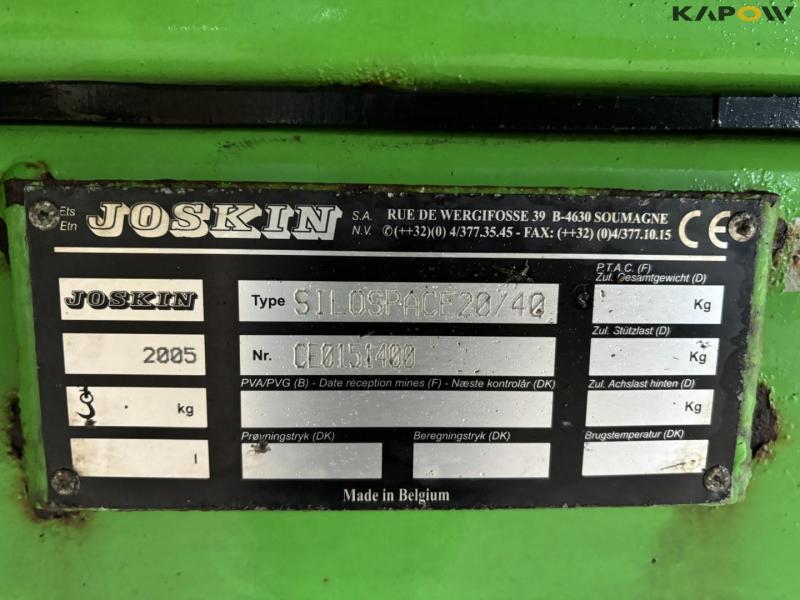 KAPOW
Ets
Etn
JOSKIN
S.A.
N.V.
RUE DE WERGIFOSSE 39 B-4630 SOUMAGNE
✆(++32)(0) 4/377.35.45 - FAX: (++32) (0)4/377.10.15
CE
JOSKIN
Type SILOSPACE20/40
P.T.A.C. (F)
Zul. Gesamtgewicht (D)
Kg
2005
Nr. CE0151400
Zul. Stützlast (D)
Kg
kg
PVA/PVG (B) - Date réception mines (F) - Næste kontrolár (DK)
Zul. Achslast hinten (D)
Kg
l
Prøvningstryk (DK)
Beregningstryk (DK)
Brugstemperatur (DK)
Made in Belgium